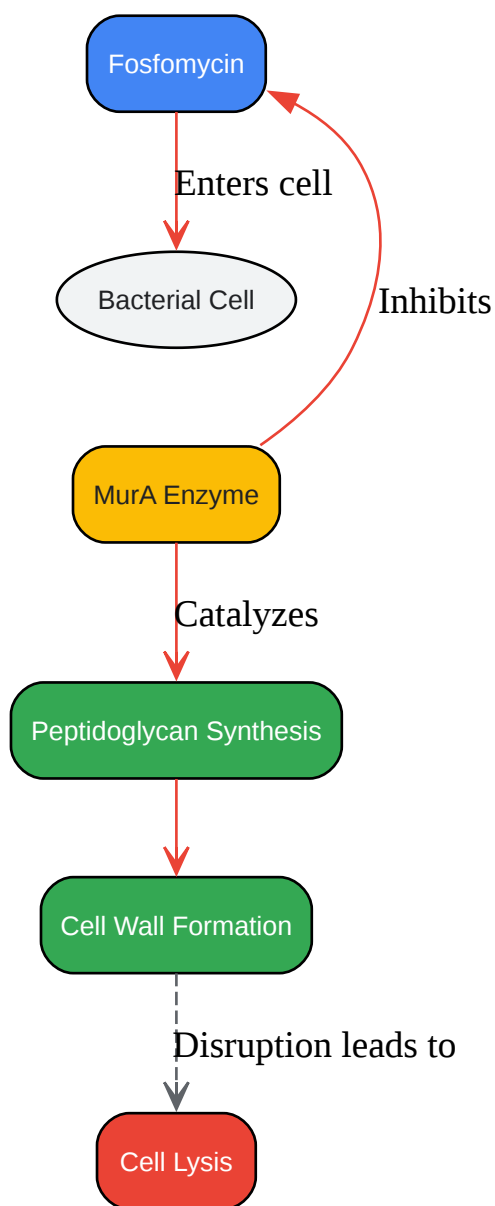 Fosfomycin
Enters cell
Bacterial Cell
Inhibits
MurA Enzyme
Catalyzes
Peptidoglycan Synthesis
Cell Wall Formation
Disruption leads to
Cell Lysis